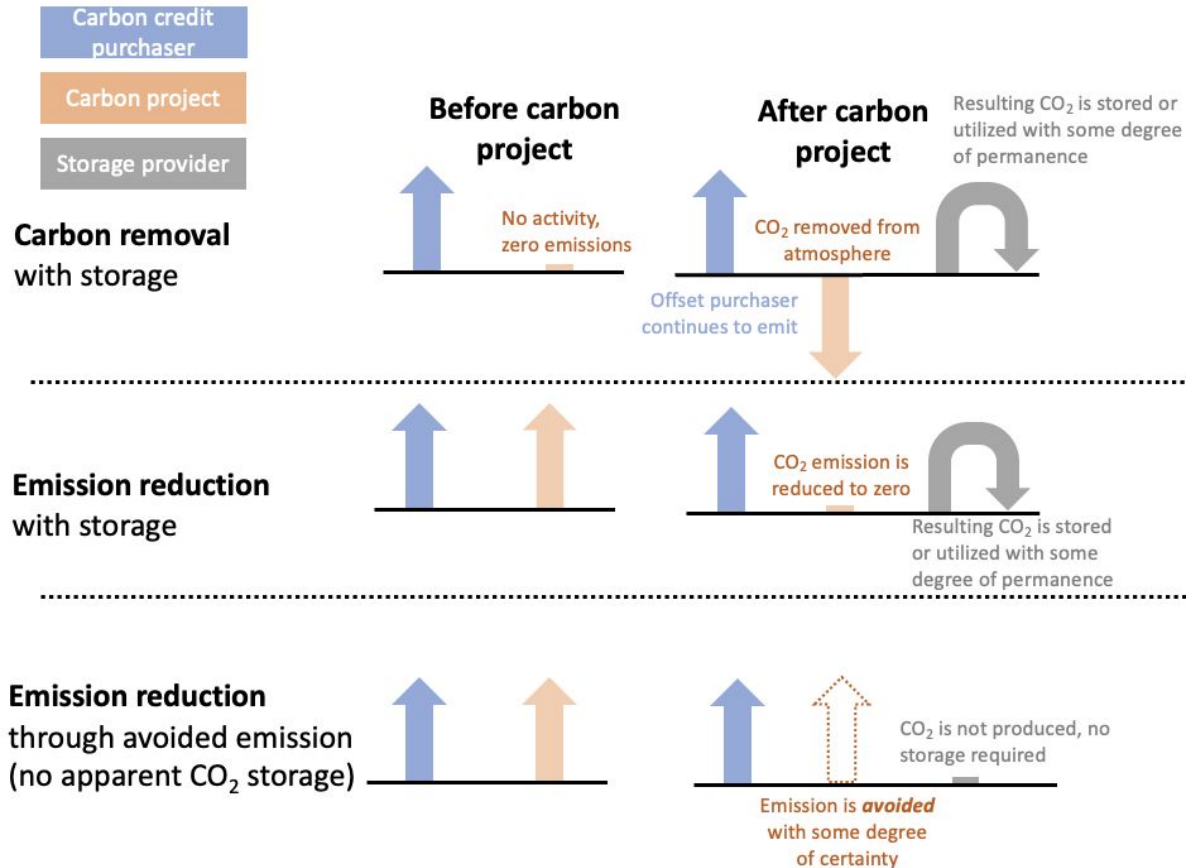 Carbon credit
purchaser
Carbon project
Storage provider
Before carbon
project
After carbon
project
Resulting CO₂ is stored or
utilized with some degree
of permanence
Carbon removal
with storage
No activity,
zero emissions
CO₂ removed from
atmosphere
Offset purchaser
continues to emit
Emission reduction
with storage
CO₂ emission is
reduced to zero
Resulting CO₂ is stored
or utilized with some
degree of permanence
Emission reduction
through avoided emission
(no apparent CO₂ storage)
CO₂ is not produced, no
storage required
Emission is avoided
with some degree
of certainty